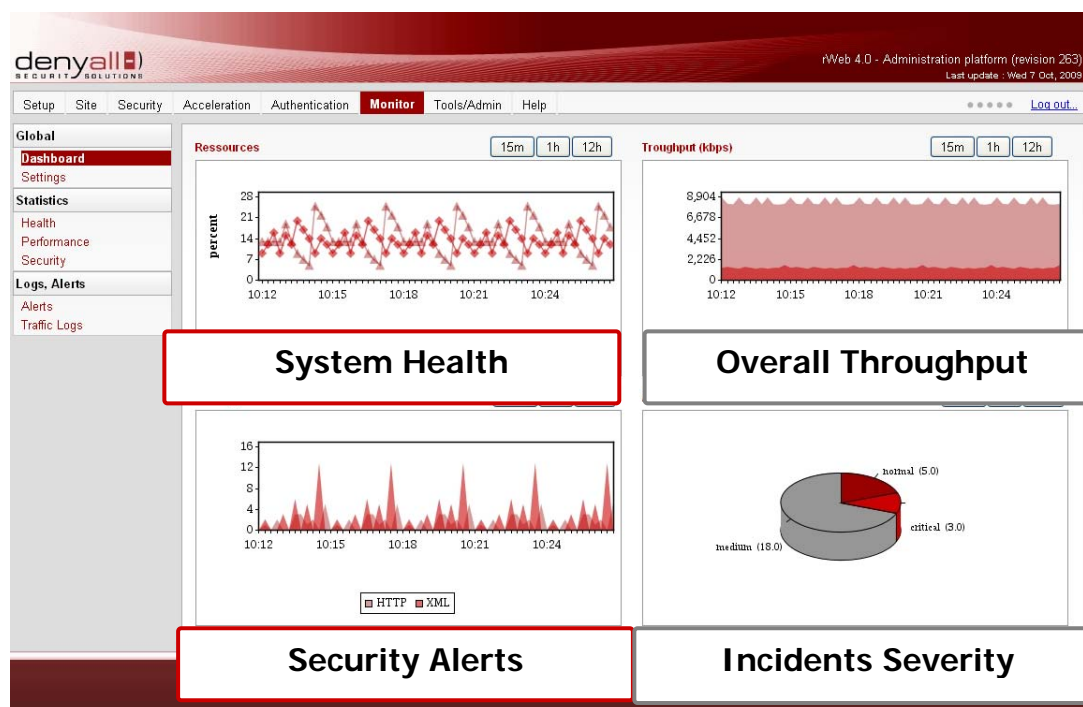 denyall
SECURITY SOLUTIONS
rWeb 4.0 - Administration platform (revision 263)
Last update : Wed 7 Oct, 2009
Setup Site Security Acceleration Authentication Monitor Tools/Admin Help Log out...
Global
Dashboard
Settings
Statistics
Health
Performance
Security
Logs, Alerts
Alerts
Traffic Logs
Ressources 15m 1h 12h
percent
28
21
14
7
0
10:12 10:15 10:18 10:21 10:24
System Health
Troughput (kbps) 15m 1h 12h
8,904
6,678
4,452
2,226
0
10:12 10:15 10:18 10:21 10:24
Overall Throughput
16
12
8
4
0
10:12 10:15 10:18 10:21 10:24
HTTP XML
Security Alerts
normal (5.0)
critical (3.0)
medium (18.0)
Incidents Severity